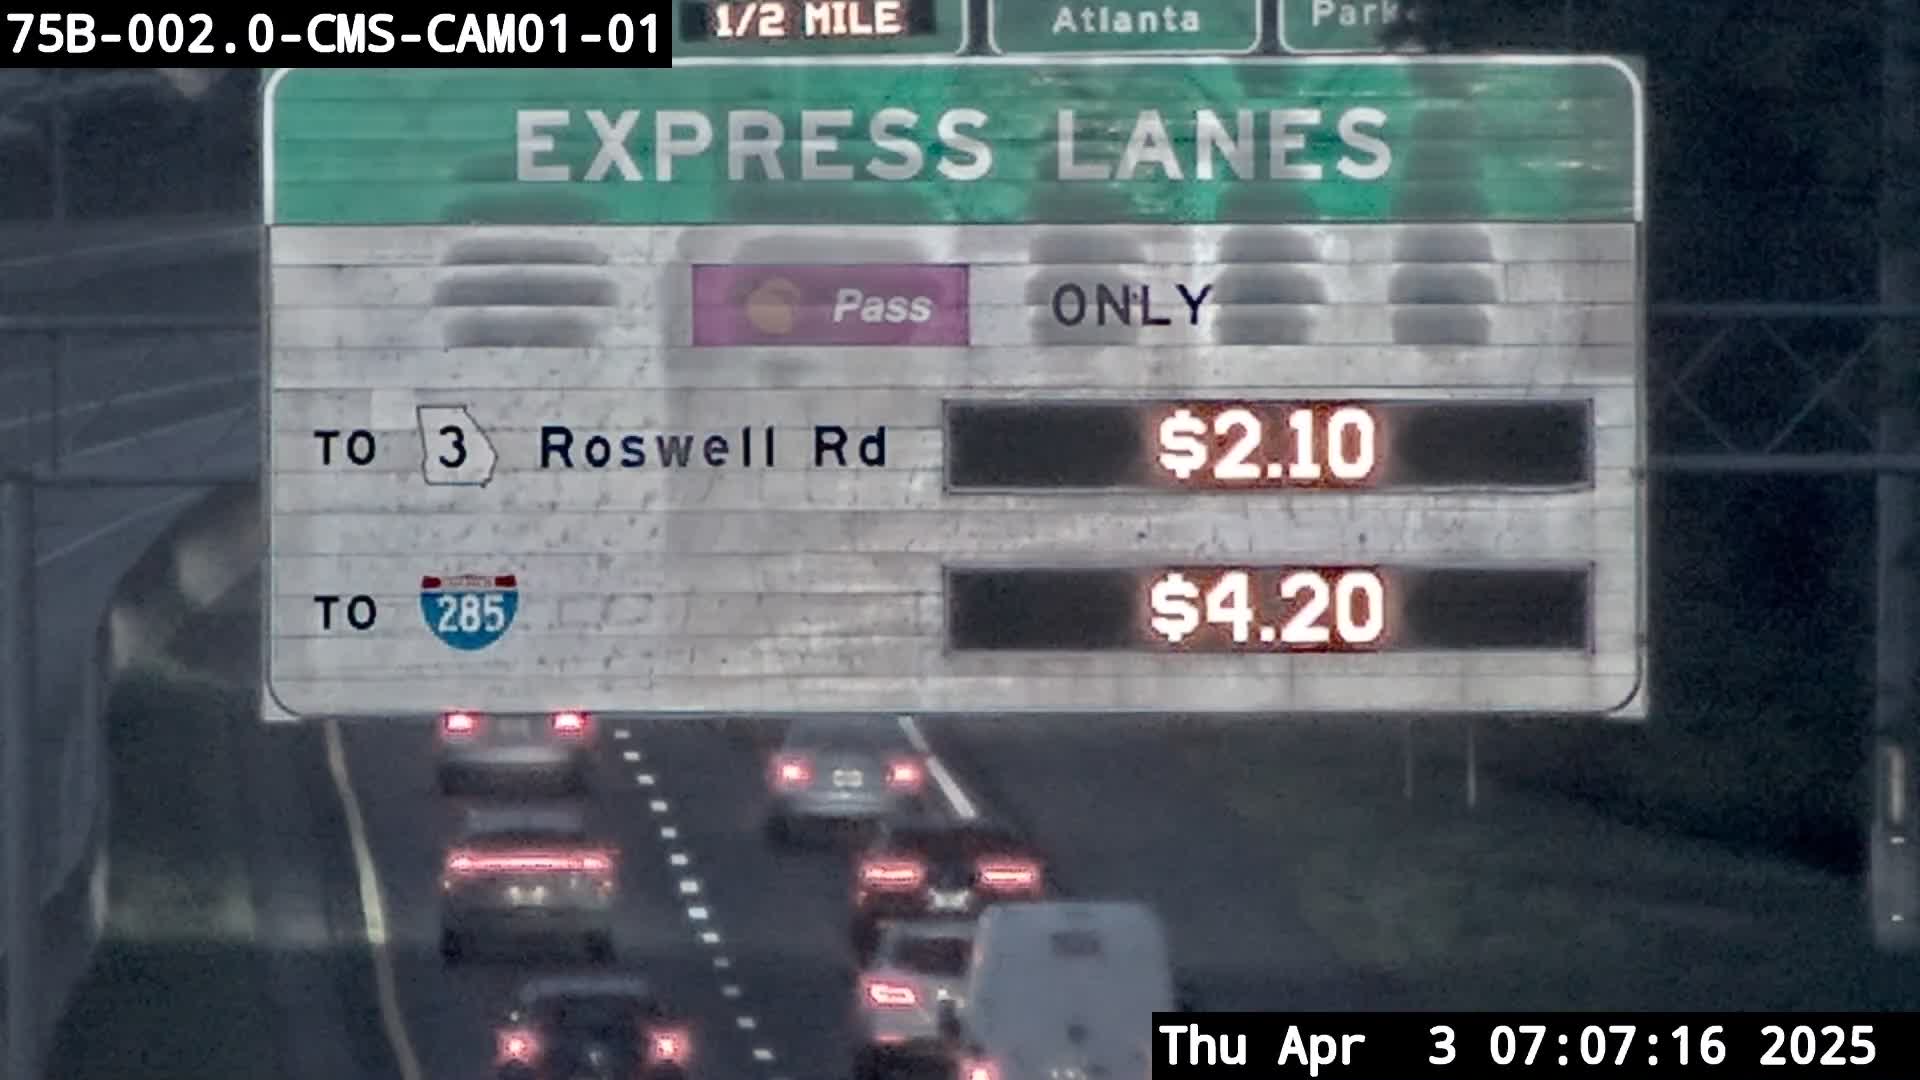 75B-002.0-CMS-CAM01-01
1/2 MILE
Atlanta
Park
EXPRESS LANES
Pass ONLY
TO 3 Roswell Rd $2.10
TO 285 $4.20
Thu Apr 3 07:07:16 2025